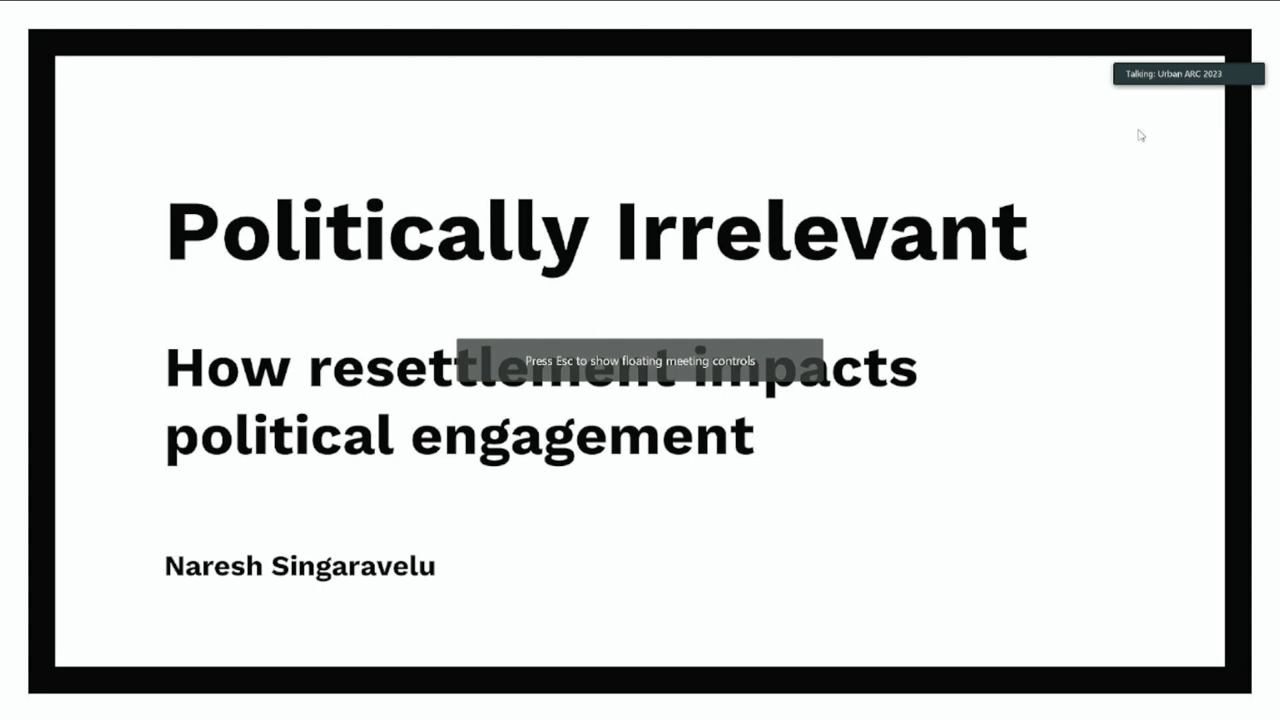 Talking: Urban ARC 2023
Politically Irrelevant
How resettlement impacts
Press Esc to show floating meeting controls
political engagement
Naresh Singaravelu